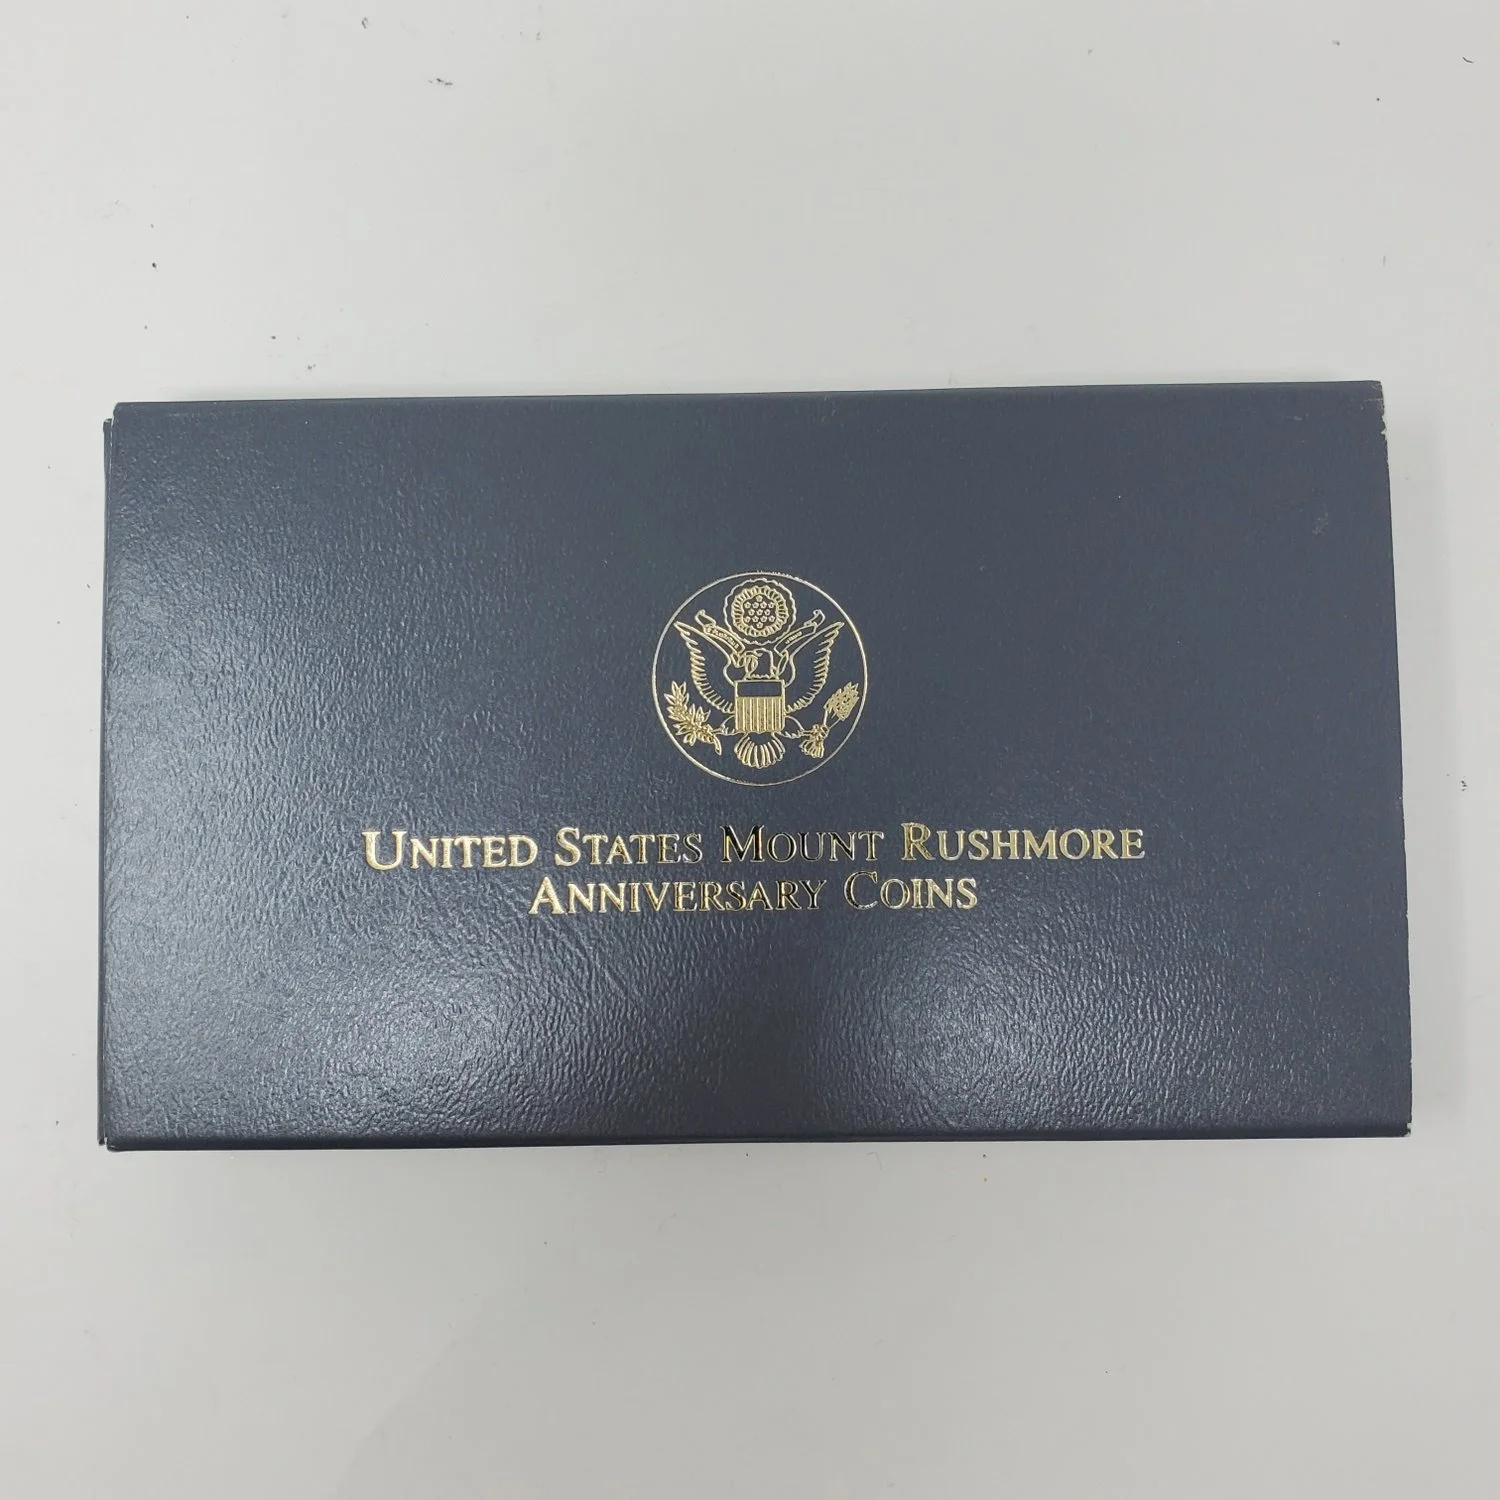 United States Mount Rushmore
Anniversary Coins